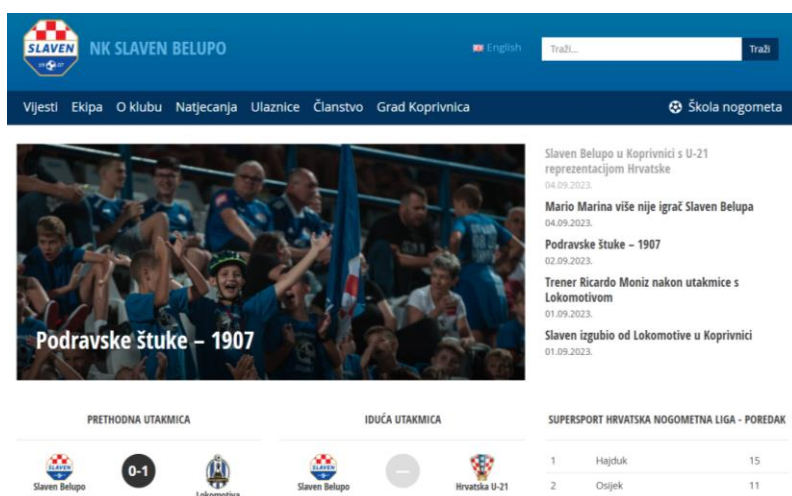 SLAVEN
NK SLAVEN BELUPO
English
Traži...
Traži
Vijesti Ekipa O klubu Natjecanja Ulaznice Članstvo Grad Koprivnica
Škola nogometa
Podravske štuke – 1907
Slaven Belupo u Koprivnici s U-21
reprezentacijom Hrvatske
04.09.2023.
Mario Marina više nije igrač Slaven Belupa
04.09.2023.
Podravske štuke – 1907
02.09.2023.
Trener Ricardo Moniz nakon utakmice s
Lokomotivom
01.09.2023.
Slaven izgubio od Lokomotive u Koprivnici
01.09.2023.
PRETHODNA UTAKMICA
SLAVEN
Slaven Belupo
0-1
Lokomotiva
IDUĆA UTAKMICA
SLAVEN
Slaven Belupo
—
Hrvatska U-21
SUPERSPORT HRVATSKA NOGOMETNA LIGA - POREDAK
1 Hajduk 15
2 Osijek 11